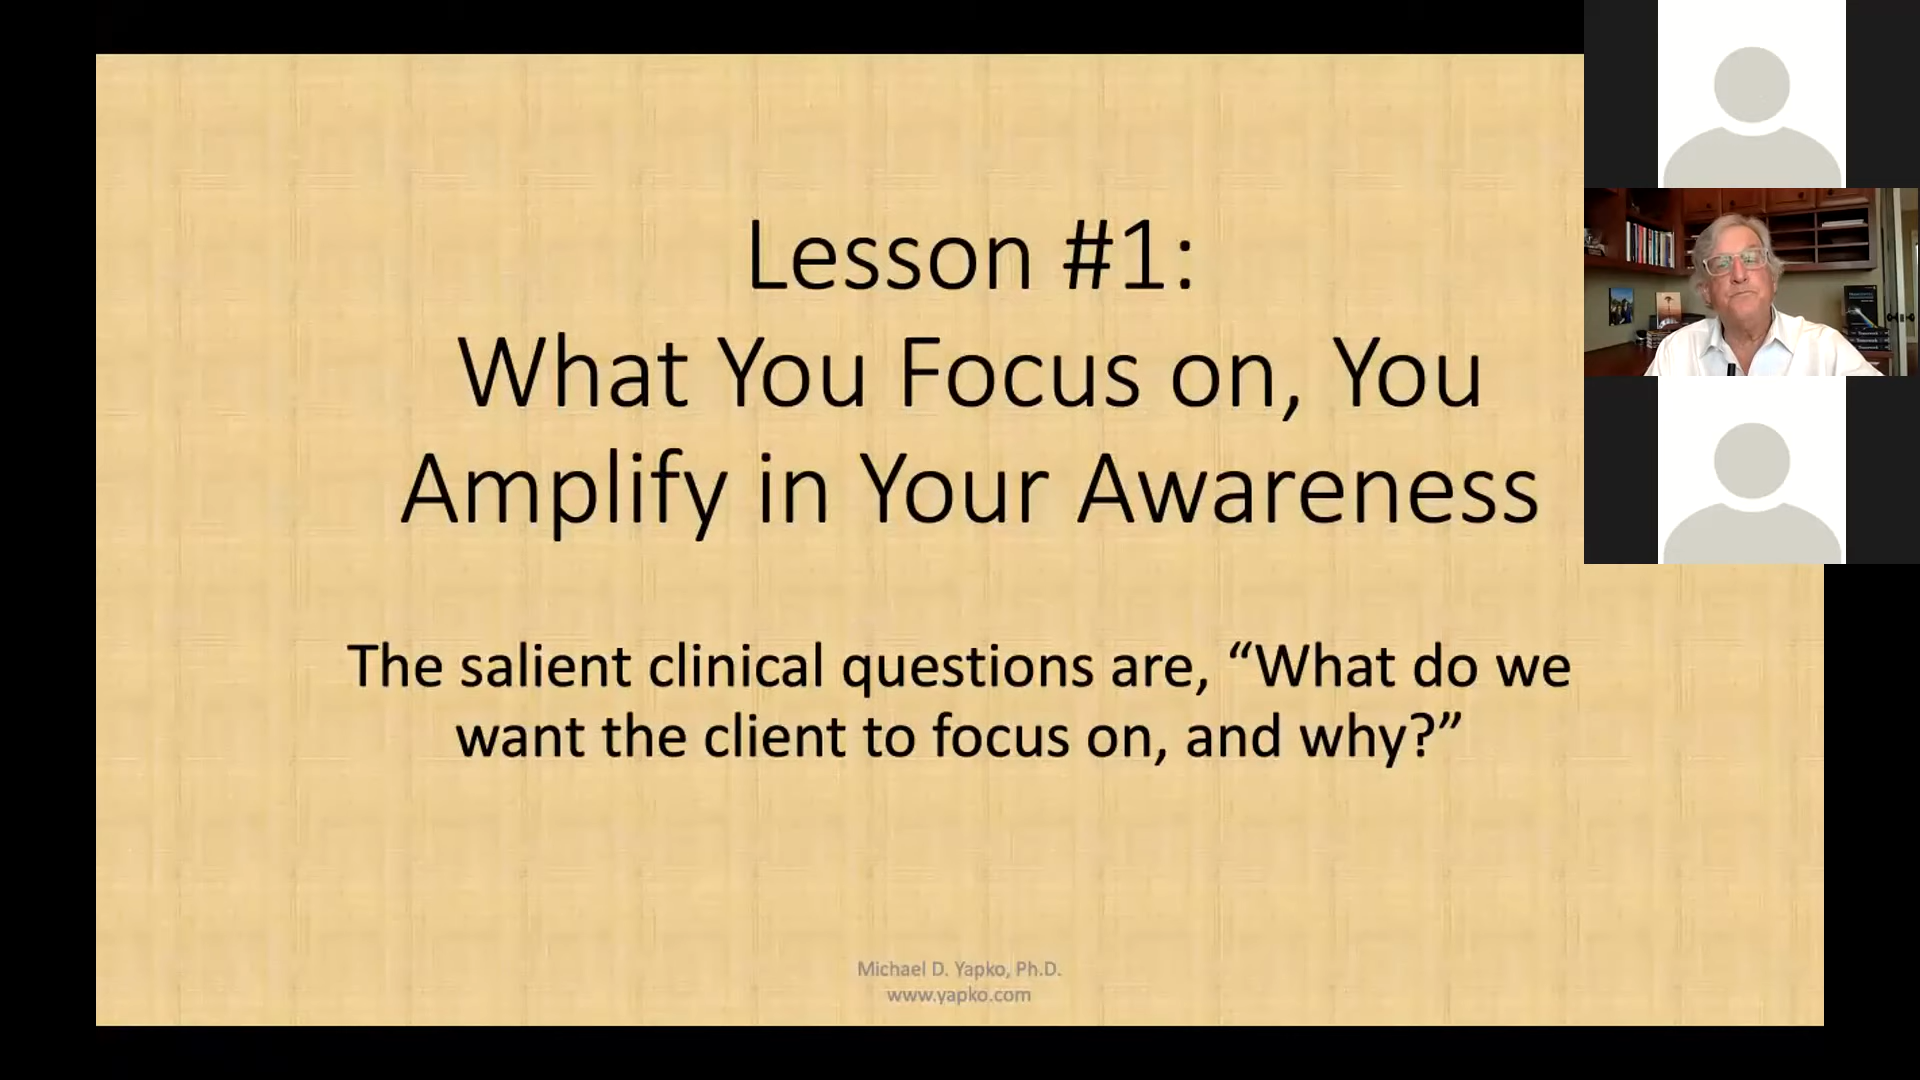 Lesson #1:
What You Focus on, You
Amplify in Your Awareness
The salient clinical questions are, “What do we
want the client to focus on, and why?”
Michael D. Yapko, Ph.D.
www.yapko.com